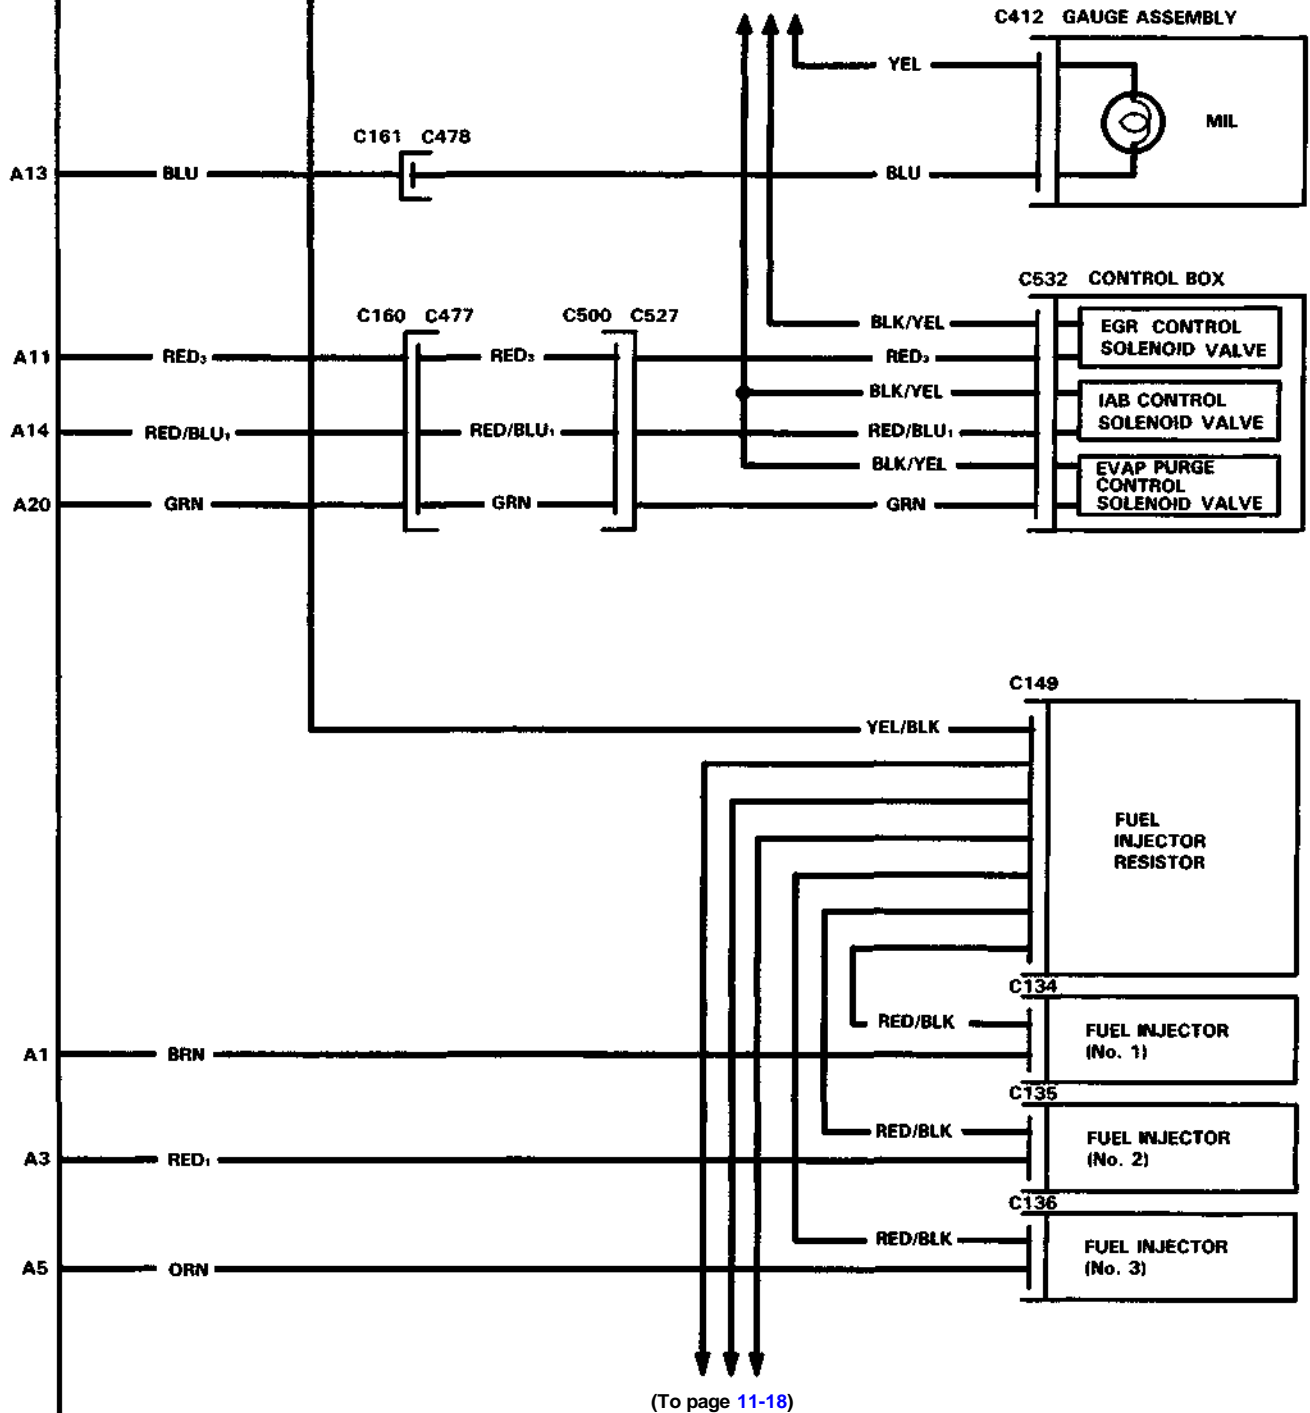 C412 GAUGE ASSEMBLY
YEL
MIL
C161 C478
A13 BLU BLU
C532 CONTROL BOX
C160 C477 C500 C527
BLK/YEL EGR CONTROL
A11 RED₃ RED₃ RED₃ SOLENOID VALVE
BLK/YEL IAB CONTROL
A14 RED/BLU₁ RED/BLU₁ RED/BLU₁ SOLENOID VALVE
BLK/YEL EVAP PURGE
CONTROL
A20 GRN GRN GRN SOLENOID VALVE
C149
YEL/BLK
FUEL
INJECTOR
RESISTOR
C134
RED/BLK FUEL INJECTOR
A1 BRN (No. 1)
C135
RED/BLK FUEL INJECTOR
A3 RED₁ (No. 2)
C136
RED/BLK FUEL INJECTOR
A5 ORN (No. 3)
(To page 11-18)